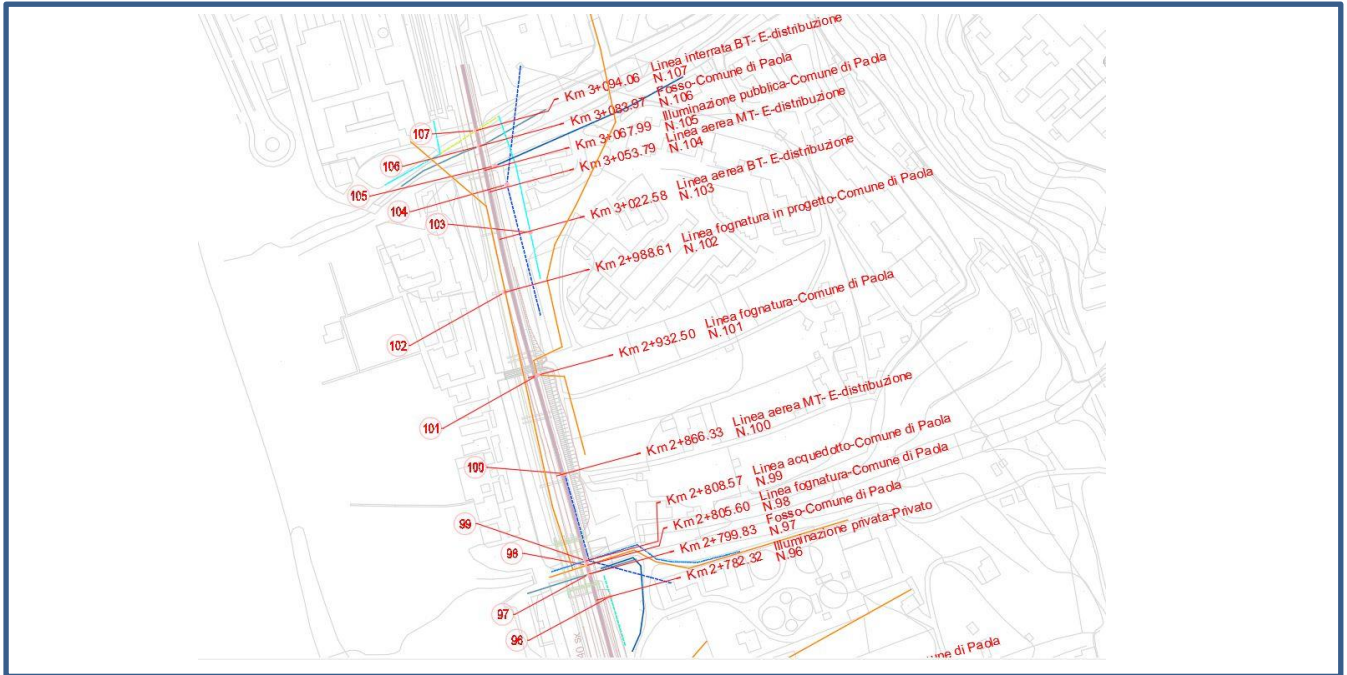 Km 3+094.06 Linea interrata BT- E-distribuzione
N.107
Km 3+083.97 Fosso-Comune di Paola
N.106
Km 3+067.99 Illuminazione pubblica-Comune di Paola
N.105
Km 3+053.79 Linea aerea MT- E-distribuzione
N.104
Km 3+022.58 Linea aerea BT- E-distribuzione
N.103
Km 2+988.61 Linea fognatura in progetto-Comune di Paola
N.102
Km 2+932.50 Linea fognatura-Comune di Paola
N.101
Km 2+866.33 Linea aerea MT- E-distribuzione
N.100
Km 2+808.57 Linea acquedotto-Comune di Paola
N.99
Km 2+805.60 Linea fognatura-Comune di Paola
N.98
Km 2+799.83 Fosso-Comune di Paola
N.97
Km 2+782.32 Illuminazione privata-Privato
N.96
107
106
105
104
103
102
101
100
99
98
97
96
di Paola